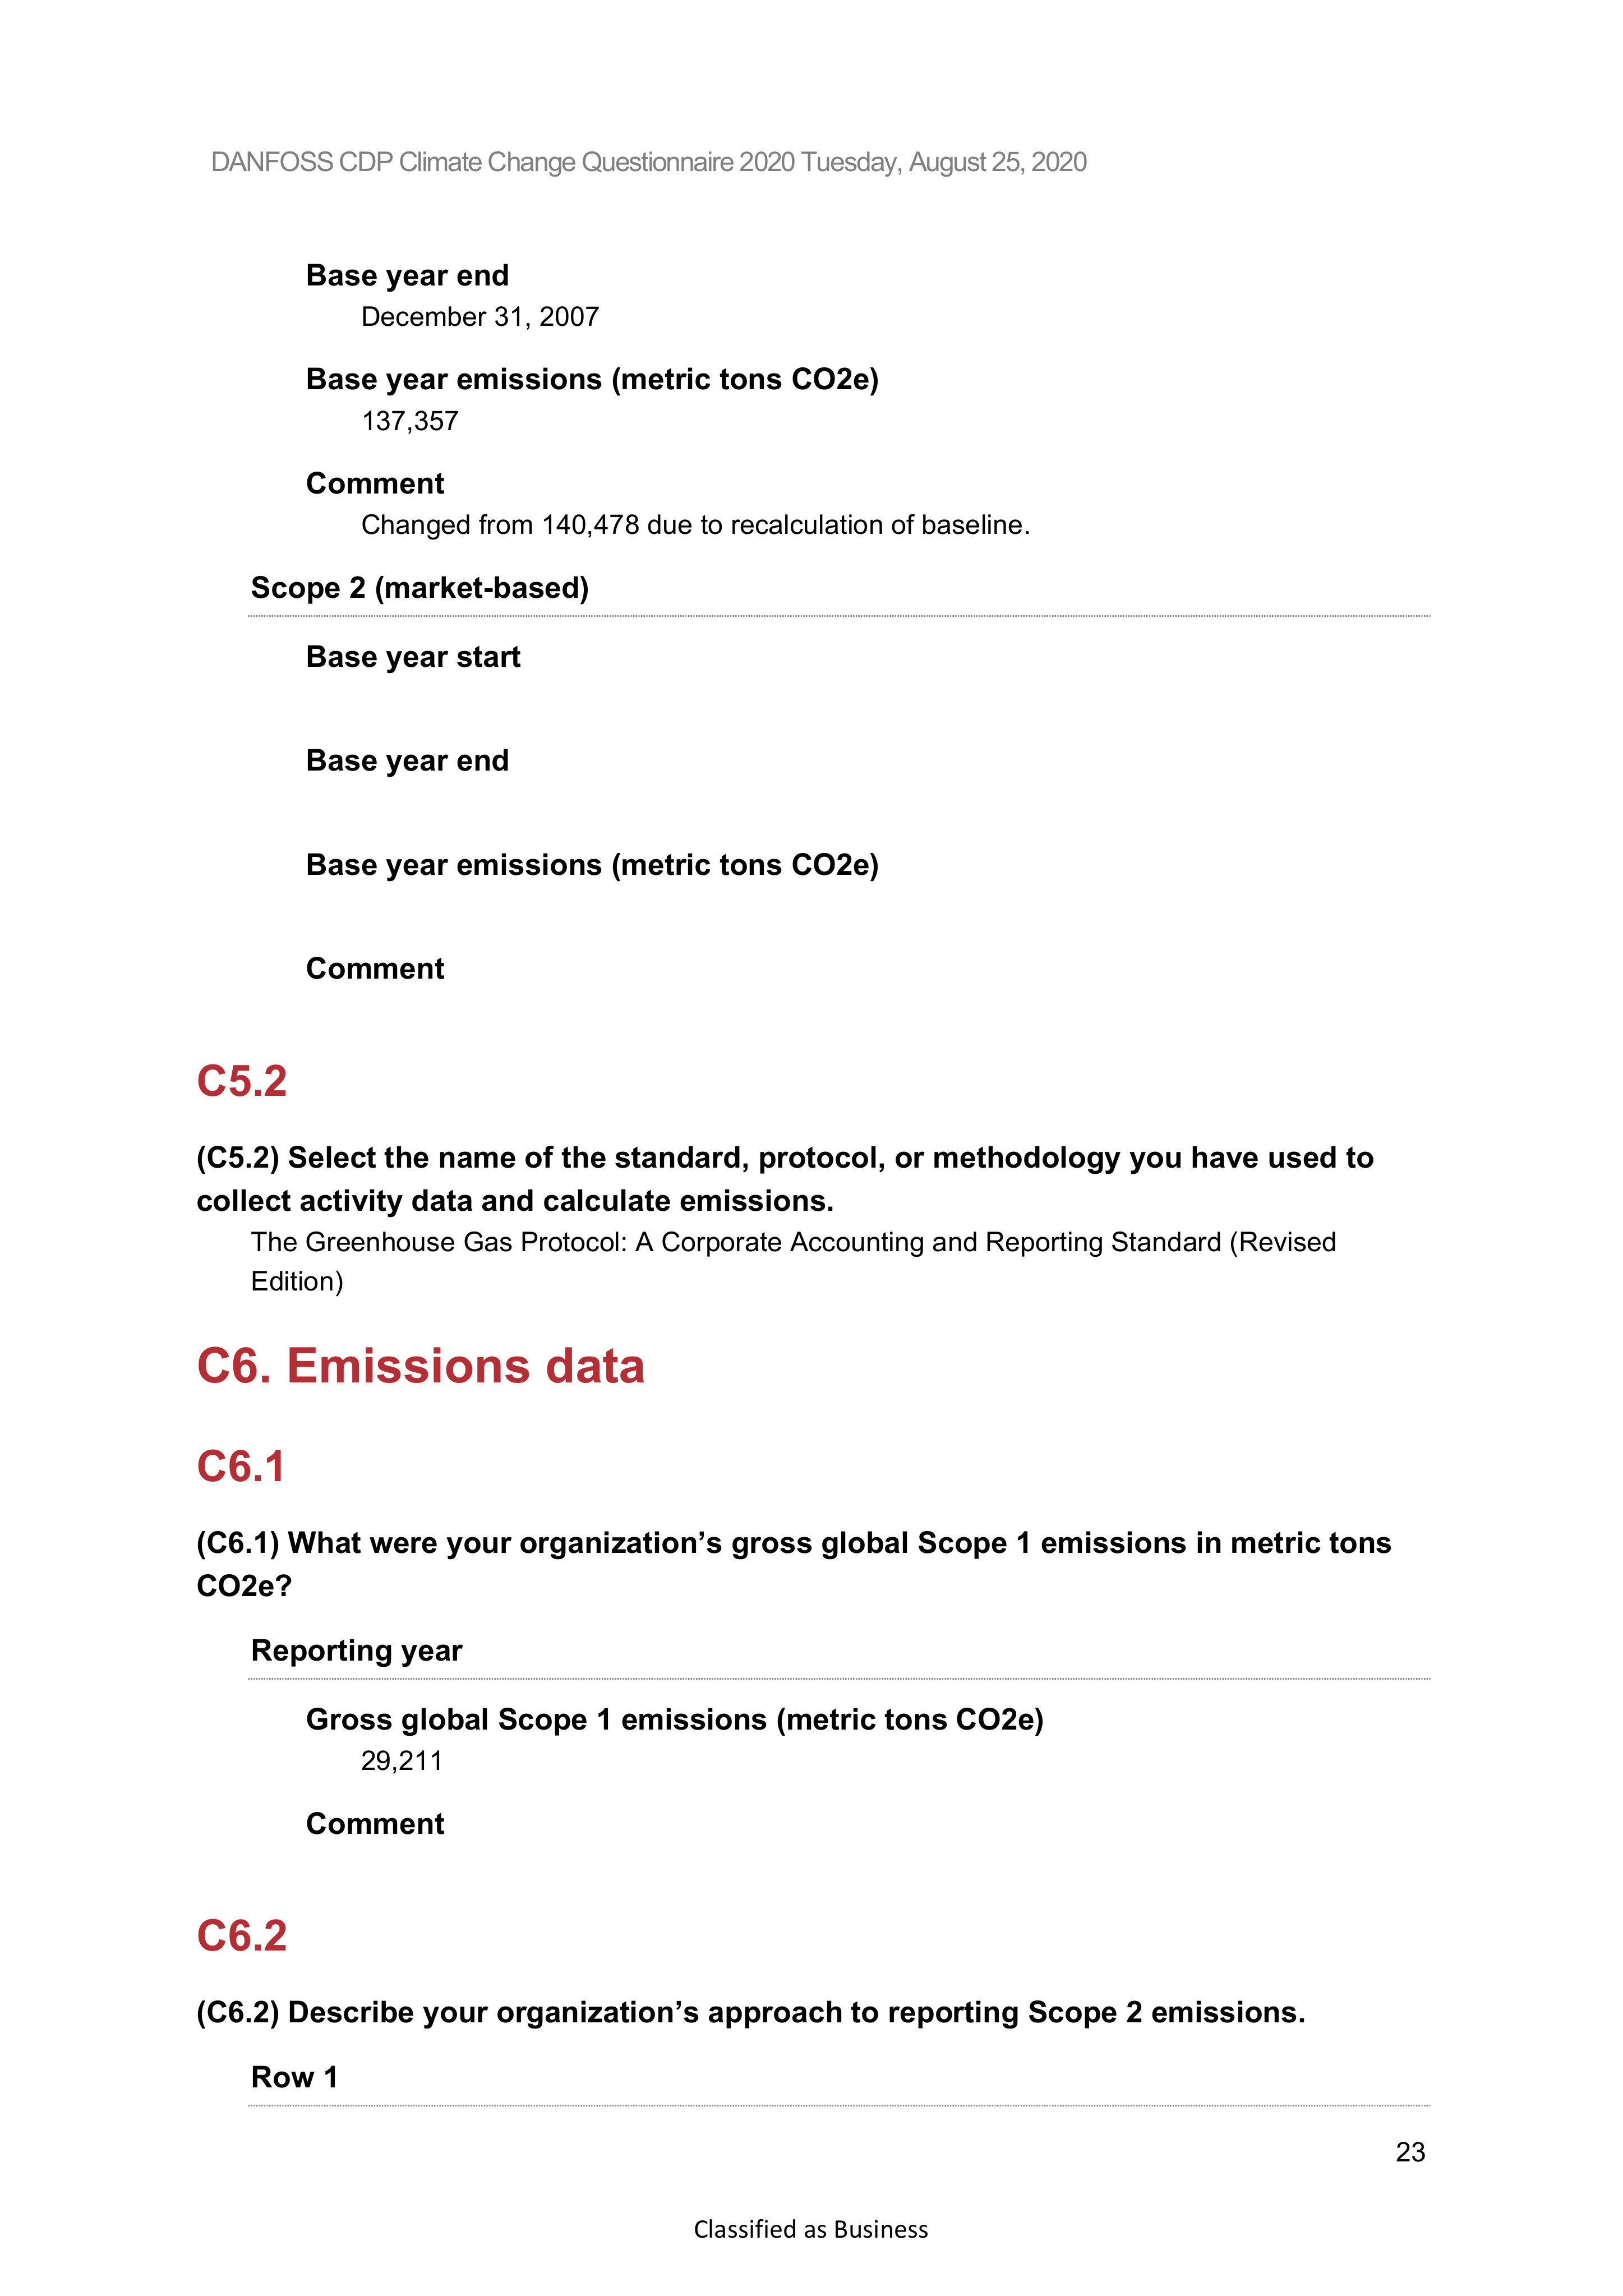 DANFOSS CDP Climate Change Questionnaire 2020 Tuesday, August 25, 2020
Base year end
December 31, 2007
Base year emissions (metric tons CO2e)
137,357
Comment
Changed from 140,478 due to recalculation of baseline.
Scope 2 (market-based)
Base year start
Base year end
Base year emissions (metric tons CO2e)
Comment
C5.2
(C5.2) Select the name of the standard, protocol, or methodology you have used to
collect activity data and calculate emissions.
The Greenhouse Gas Protocol: A Corporate Accounting and Reporting Standard (Revised
Edition)
C6. Emissions data
C6.1
(C6.1) What were your organization’s gross global Scope 1 emissions in metric tons
CO2e?
Reporting year
Gross global Scope 1 emissions (metric tons CO2e)
29,211
Comment
C6.2
(C6.2) Describe your organization’s approach to reporting Scope 2 emissions.
Row 1
23
Classified as Business